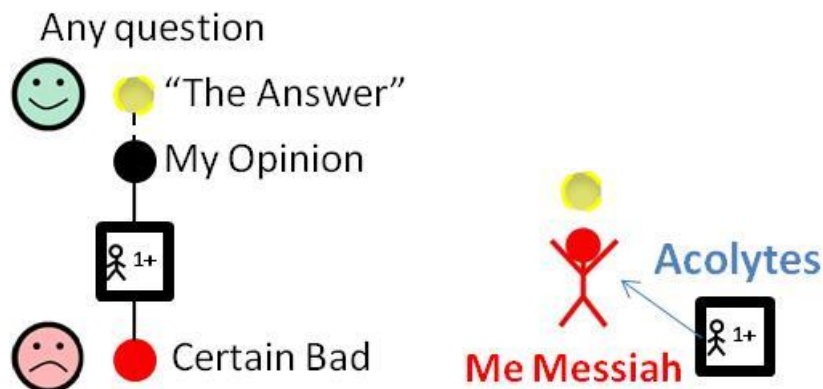 Any question
“The Answer”
My Opinion
1+
Certain Bad
Acolytes
1+
Me Messiah